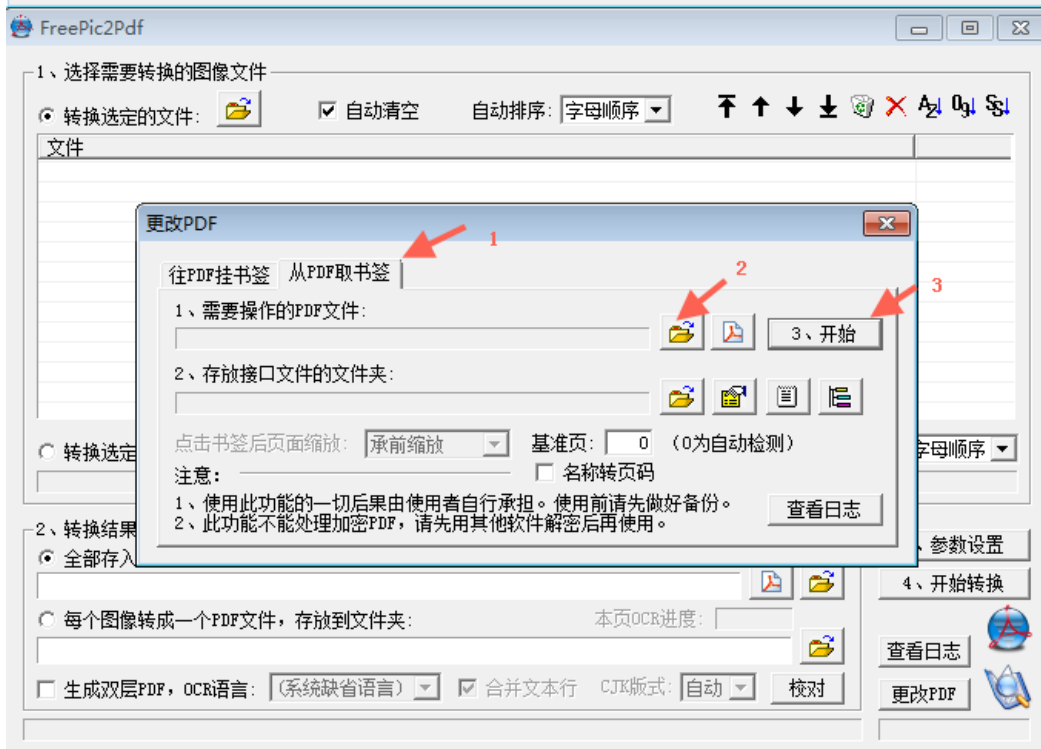 FreePic2Pdf
1、选择需要转换的图像文件
转换选定的文件: 自动清空 自动排序: 字母顺序
文件
更改PDF
1
往PDF挂书签 从PDF取书签
2
3
1、需要操作的PDF文件:
3、开始
2、存放接口文件的文件夹:
点击书签后页面缩放: 承前缩放 基准页: 0 (0为自动检测)
转换选定 字母顺序
注意: 名称转页码
1、使用此功能的一切后果由使用者自行承担。使用前请先做好备份。
2、此功能不能处理加密PDF,请先用其他软件解密后再使用。
查看日志
2、转换结果
全部存入
、参数设置
4、开始转换
每个图像转成一个PDF文件,存放到文件夹: 本页OCR进度:
查看日志
生成双层PDF,OCR语言: (系统缺省语言) 合并文本行 CJK版式: 自动 校对
更改PDF